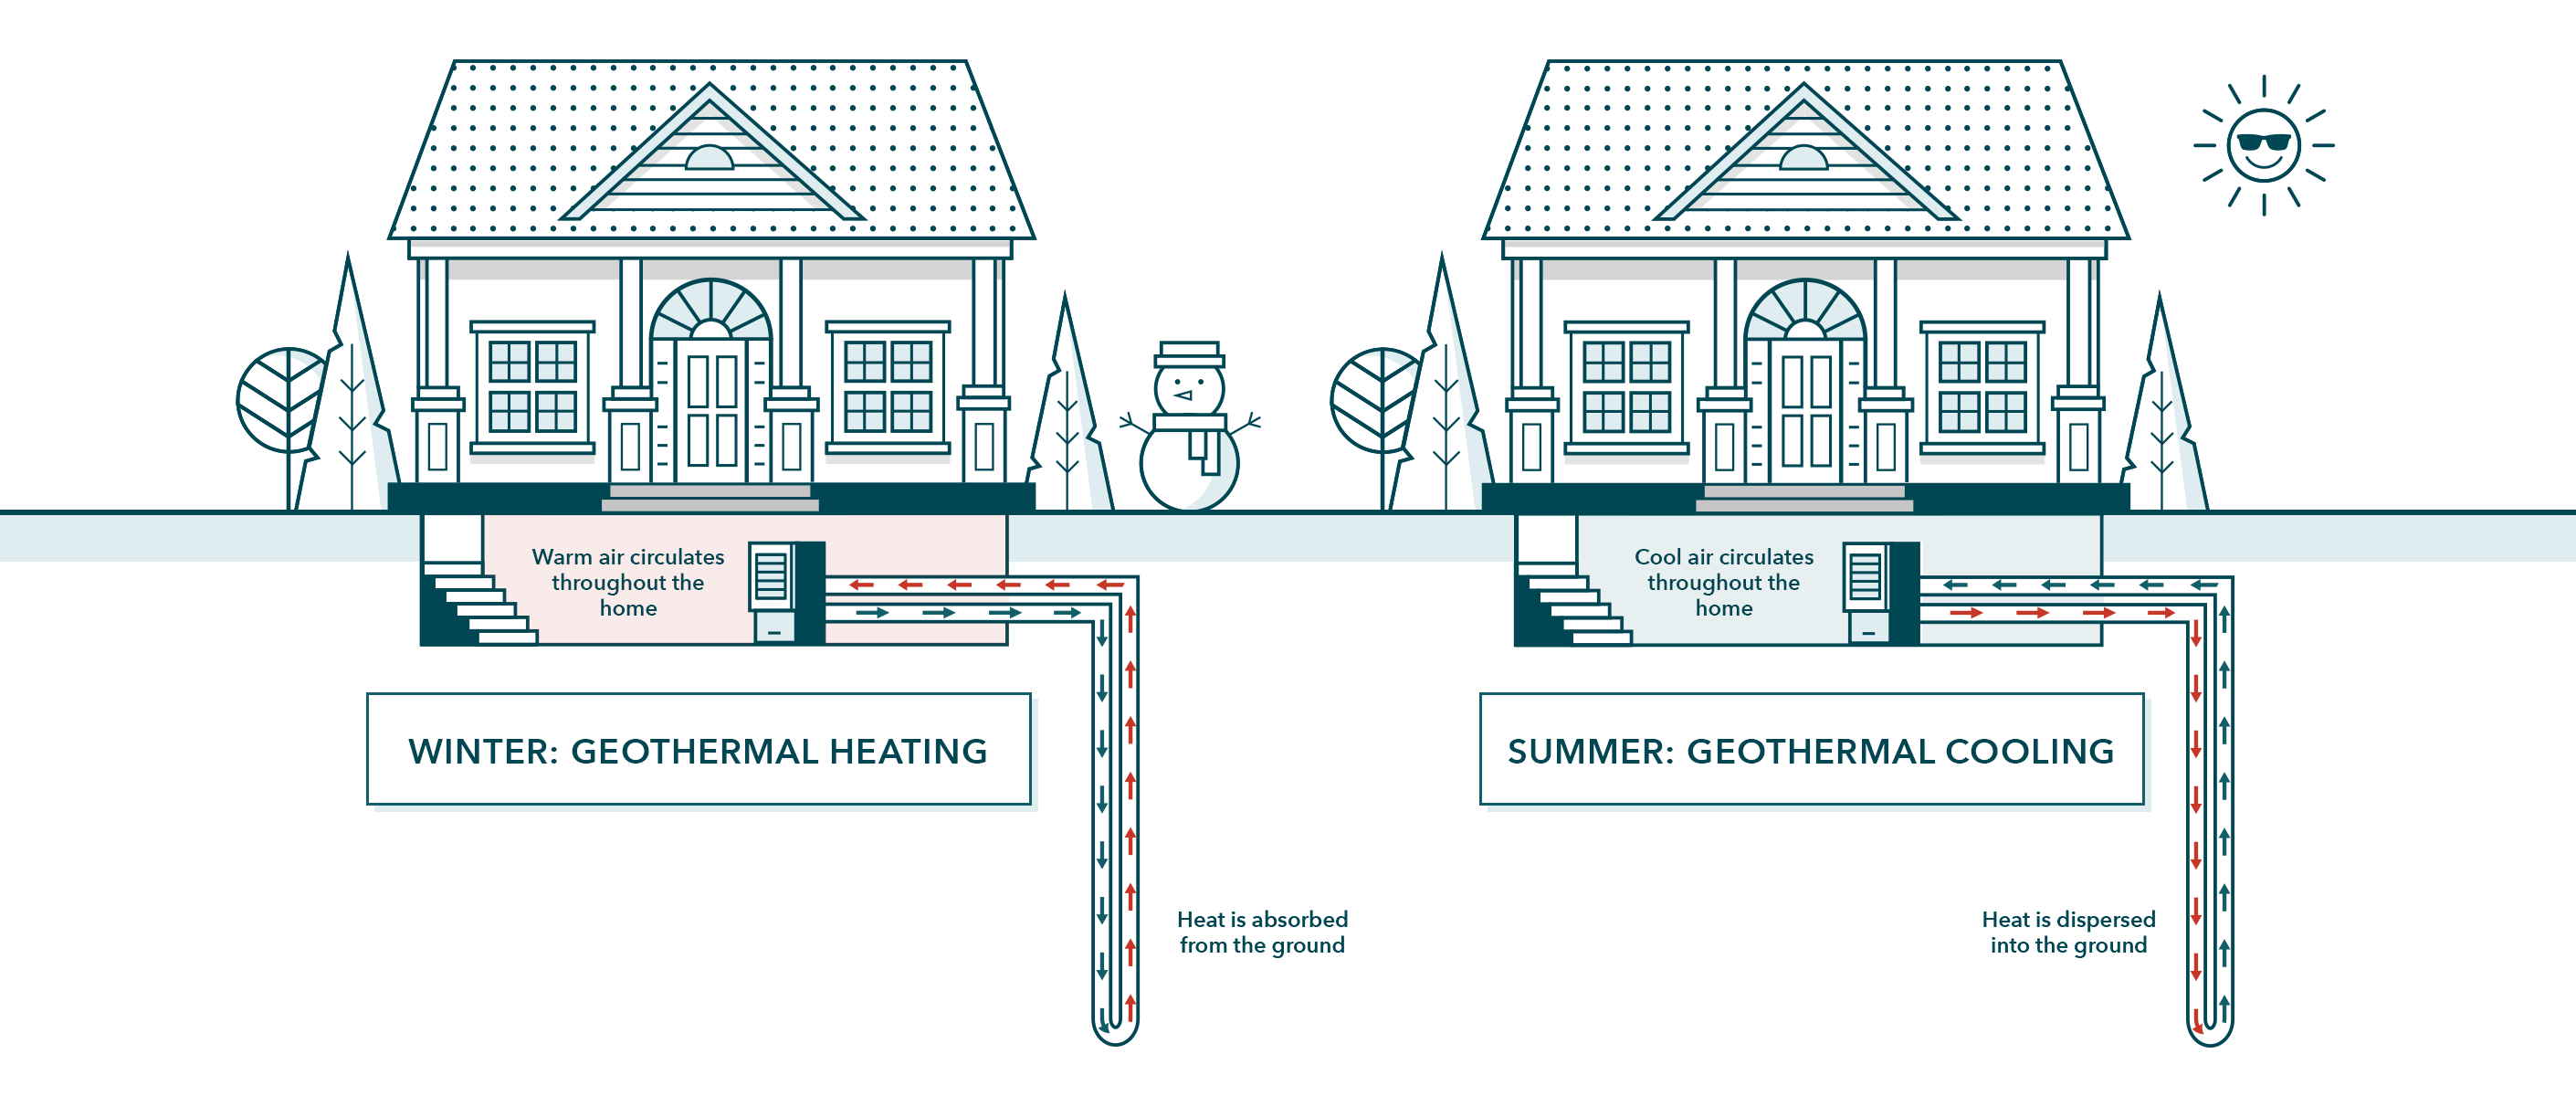 Warm air circulates
throughout the
home
WINTER: GEOTHERMAL HEATING
Heat is absorbed
from the ground
Cool air circulates
throughout the
home
SUMMER: GEOTHERMAL COOLING
Heat is dispersed
into the ground